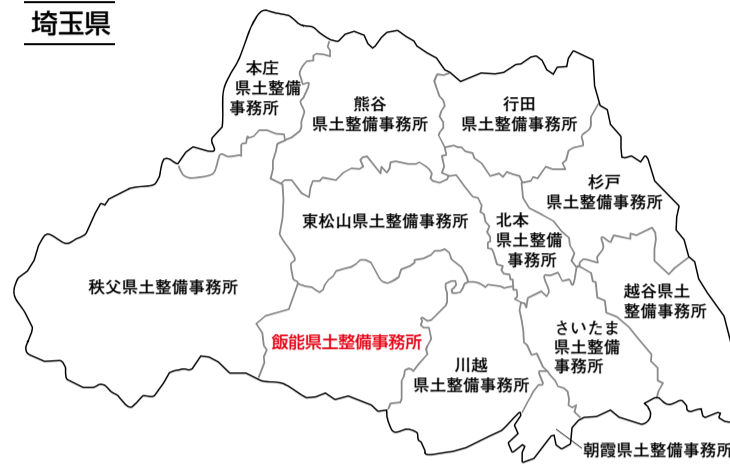 埼玉県
本庄
県土整備
事務所
熊谷
県土整備事務所
行田
県土整備事務所
杉戸
県土整備事務所
東松山県土整備事務所
北本
県土整備
事務所
秩父県土整備事務所
越谷県土
整備事務所
飯能県土整備事務所
さいたま
県土整備
事務所
川越
県土整備事務所
朝霞県土整備事務所